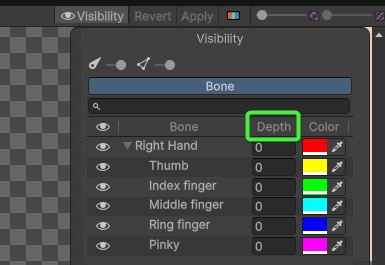 Visibility Revert Apply
Visibility
Bone
Bone Depth Color
Right Hand 0
Thumb 0
Index finger 0
Middle finger 0
Ring finger 0
Pinky 0